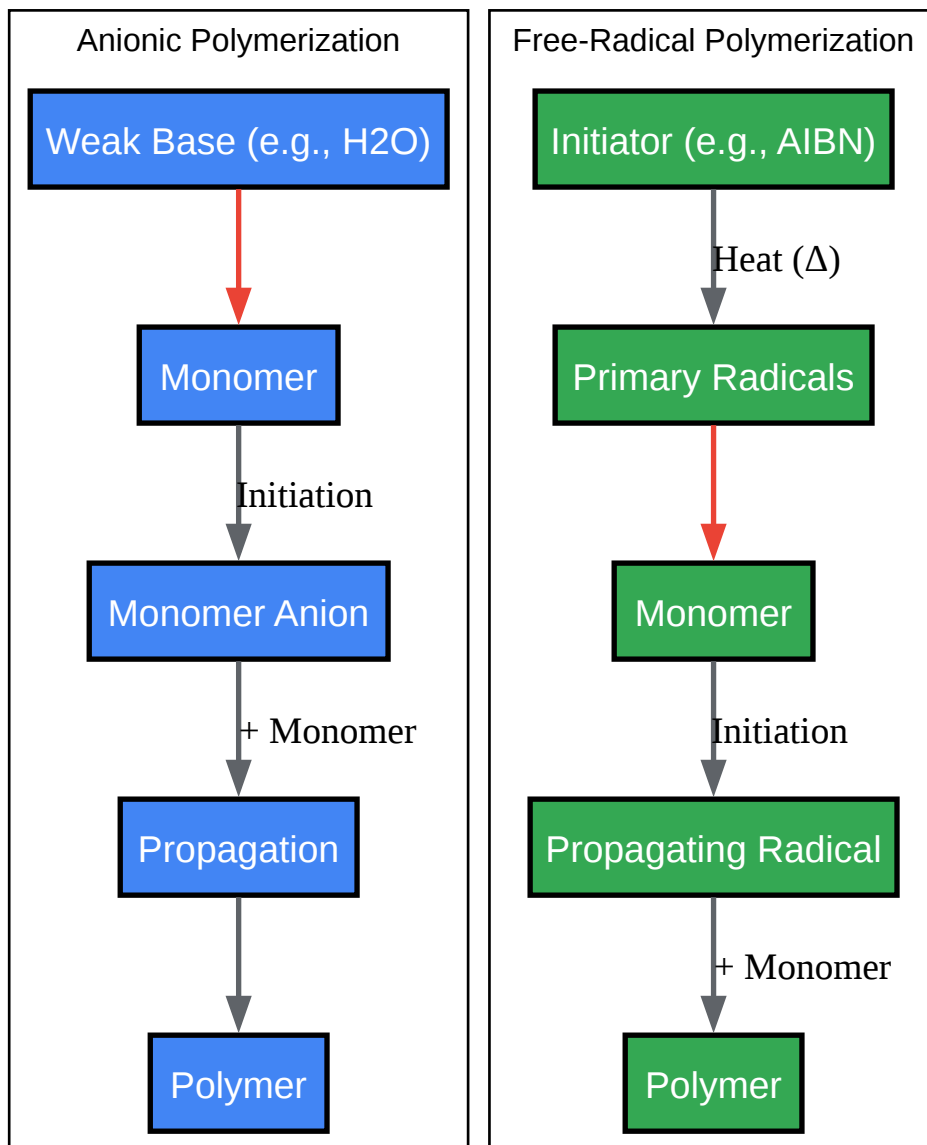 Anionic Polymerization
Weak Base (e.g., H2O)
Monomer
Initiation
Monomer Anion
+ Monomer
Propagation
Polymer
Free-Radical Polymerization
Initiator (e.g., AIBN)
Heat (Δ)
Primary Radicals
Monomer
Initiation
Propagating Radical
+ Monomer
Polymer